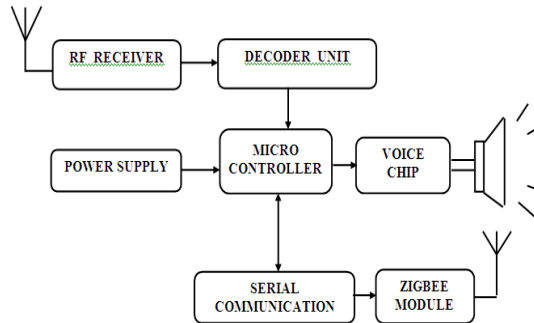 RF RECEIVER
DECODER UNIT
POWER SUPPLY
MICRO
CONTROLLER
VOICE
CHIP
SERIAL
COMMUNICATION
ZIGBEE
MODULE